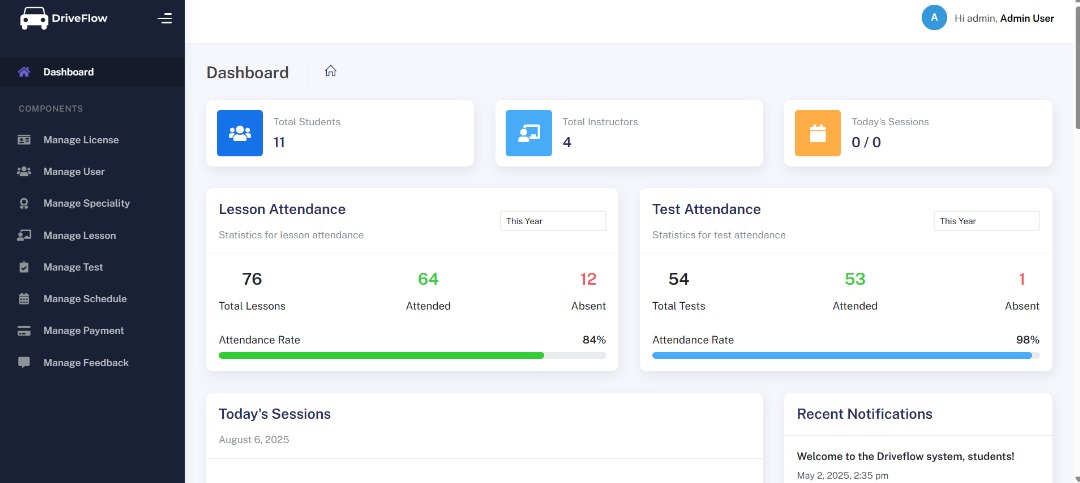 DriveFlow
A
Hi admin, Admin User
Dashboard
COMPONENTS
Manage License
Manage User
Manage Speciality
Manage Lesson
Manage Test
Manage Schedule
Manage Payment
Manage Feedback
Dashboard
Total Students
11
Total Instructors
4
Today's Sessions
0 / 0
Lesson Attendance
Statistics for lesson attendance
This Year
76
64
12
Total Lessons
Attended
Absent
Attendance Rate
84%
Test Attendance
Statistics for test attendance
This Year
54
53
1
Total Tests
Attended
Absent
Attendance Rate
98%
Today's Sessions
August 6, 2025
Recent Notifications
Welcome to the Driveflow system, students!
May 2, 2025, 2:35 pm